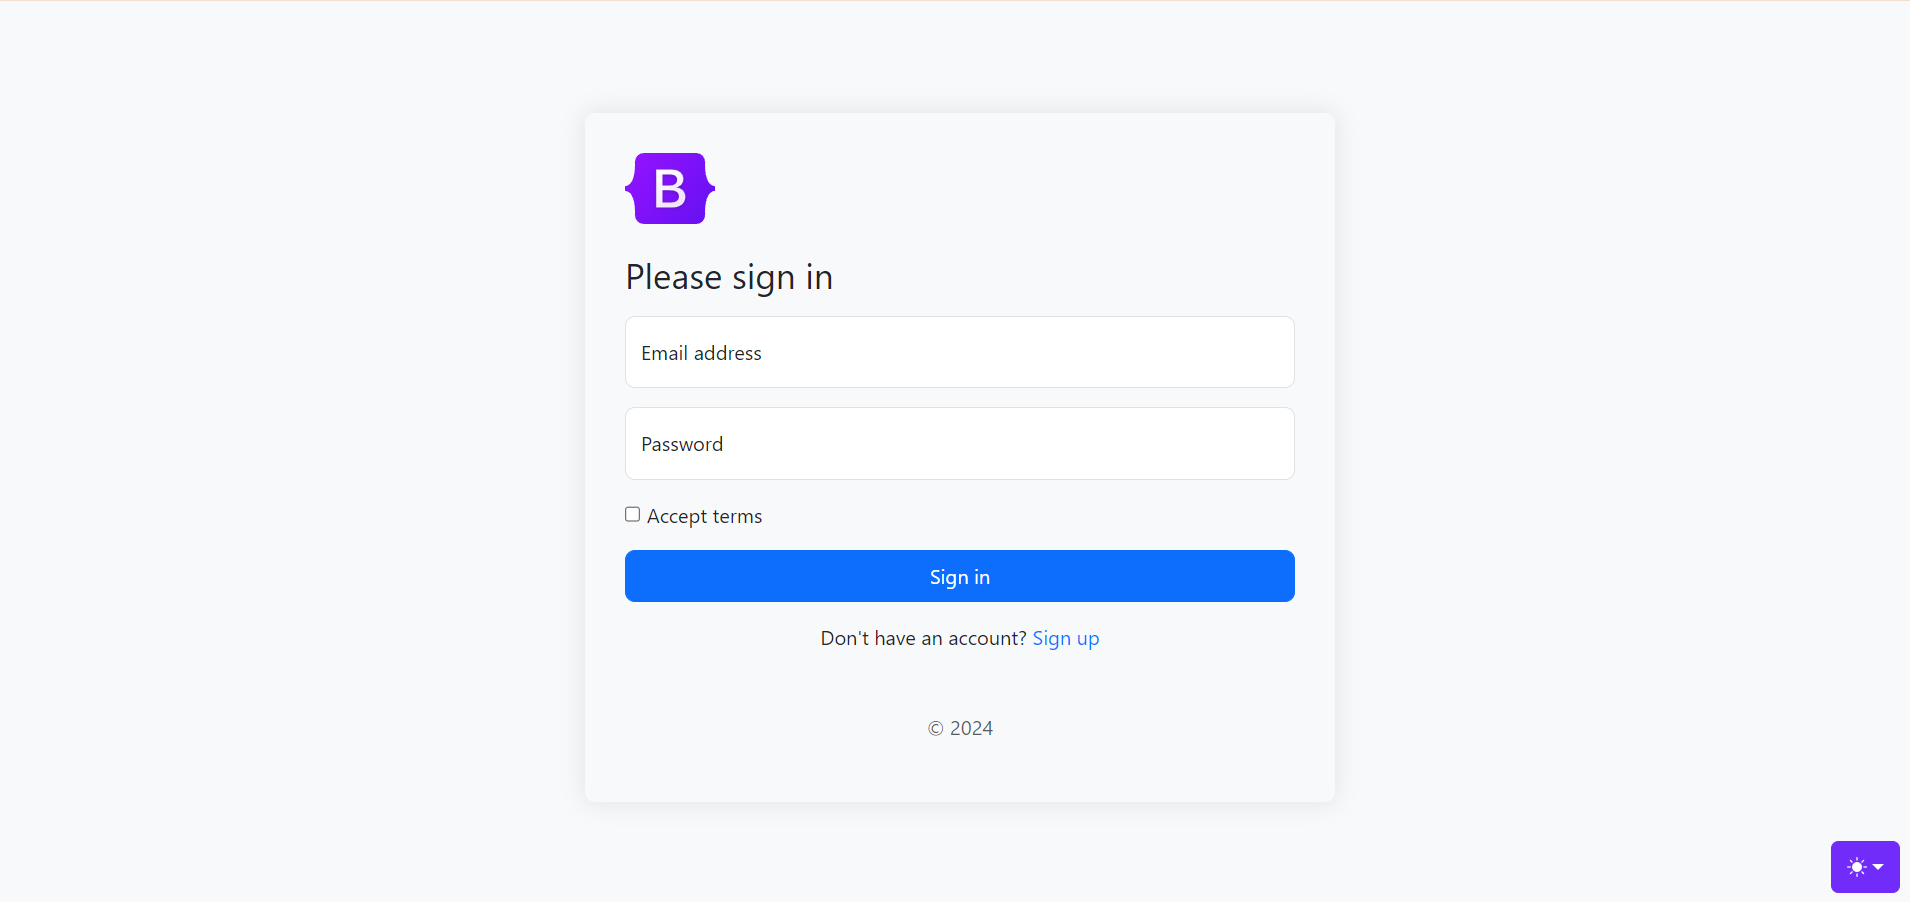 B
Please sign in
Email address
Password
Accept terms
Sign in
Don't have an account? Sign up
© 2024